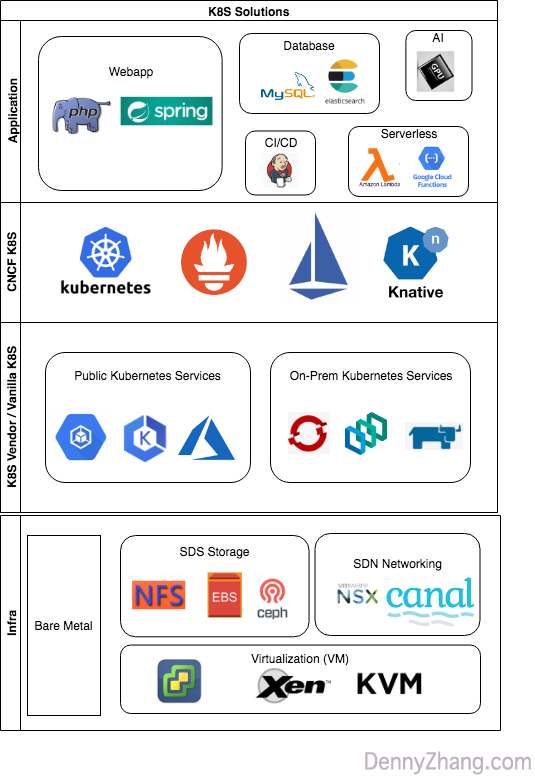 K8S Solutions
Application
Webapp
php
spring
Database
MySQL
elasticsearch
AI
GPU
CI/CD
Serverless
Amazon Lambda
Google Cloud
Functions
CNCF K8S
kubernetes
K
n
Knative
K8S Vendor / Vanilla K8S
Public Kubernetes Services
K
On-Prem Kubernetes Services
Infra
Bare Metal
SDS Storage
NFS
EBS
ceph
SDN Networking
vmware
NSX
canal
Virtualization (VM)
Xen™
KVM
DennyZhang.com